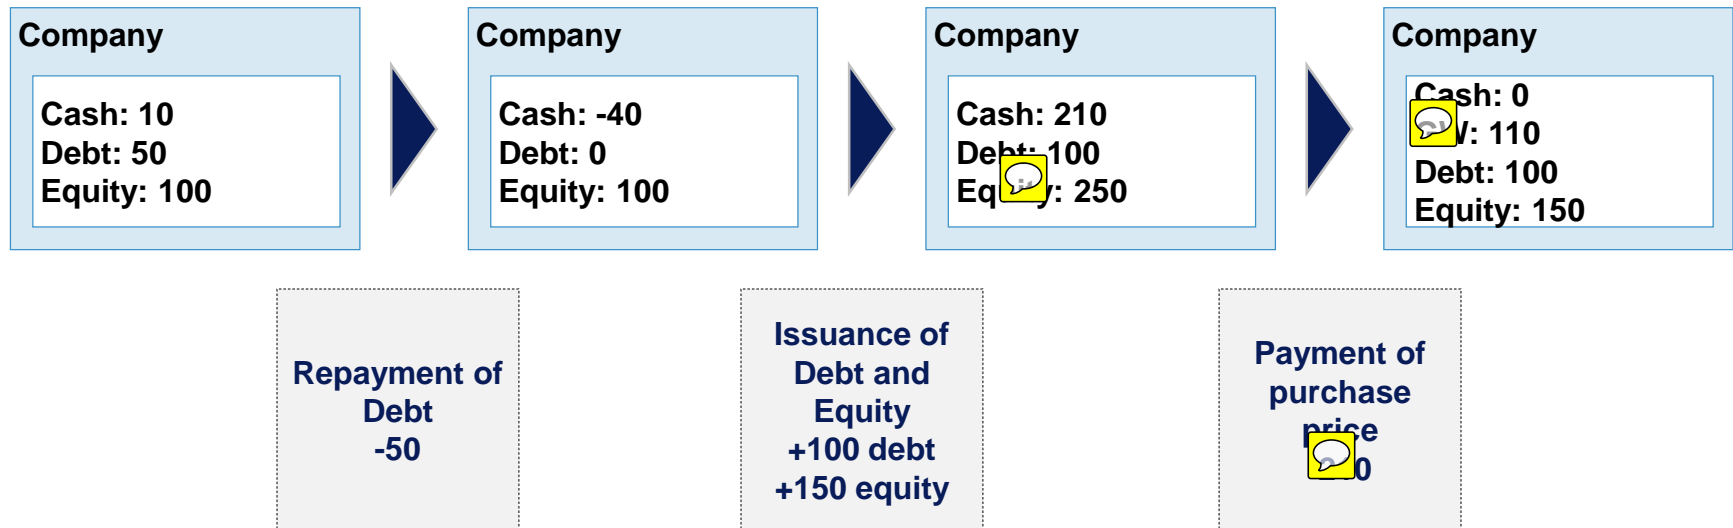 Company
Cash: 10
Debt: 50
Equity: 100
Company
Cash: -40
Debt: 0
Equity: 100
Company
Cash: 210
Debt: 100
Equity: 250
Company
Cash: 0
: 110
Debt: 100
Equity: 150
Repayment of
Debt
-50
Issuance of
Debt and
Equity
+100 debt
+150 equity
Payment of
purchase
price